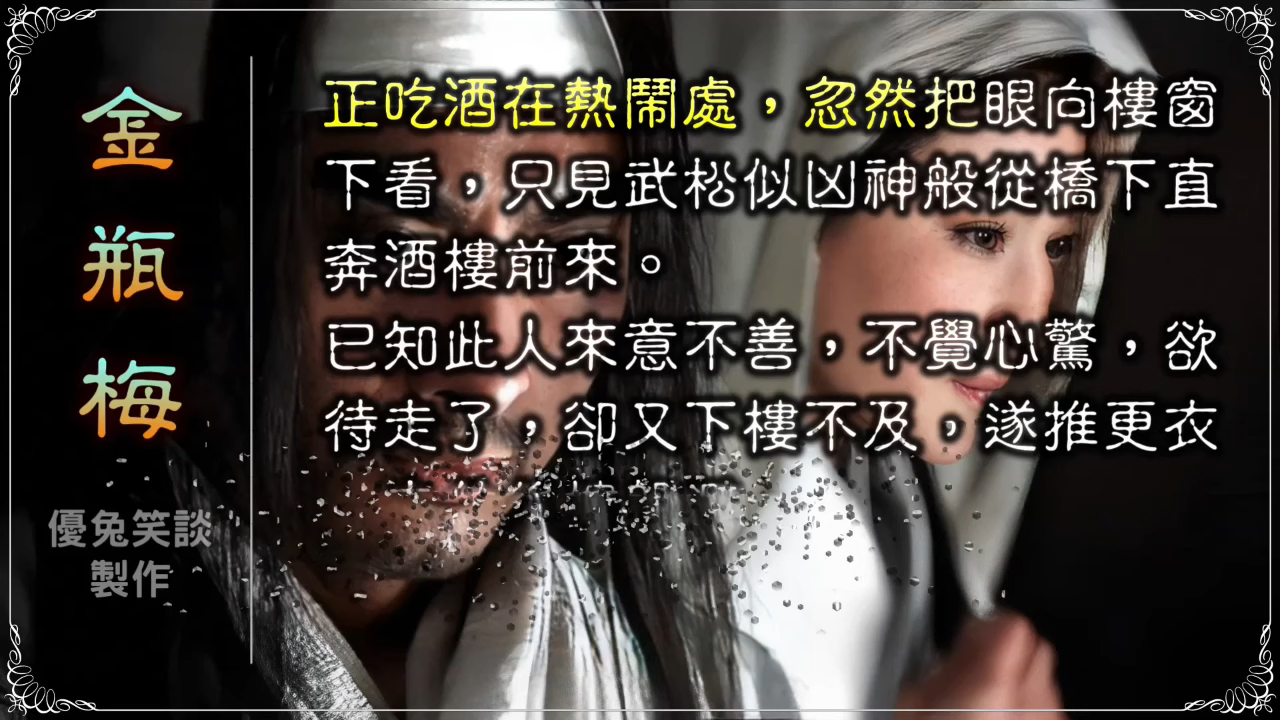 金瓶梅
優兔笑談
製作
正吃酒在熱鬧處，忽然把眼向樓窗
下看，只見武松似凶神般從橋下直
奔酒樓前來。
已知此人來意不善，不覺心驚，欲
待走了，卻又下樓不及，遂推更衣